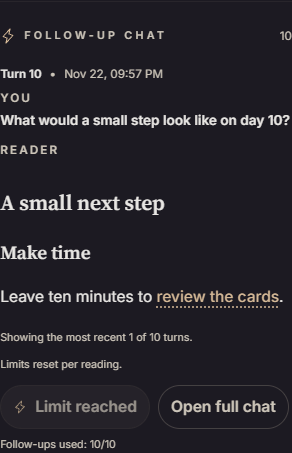 FOLLOW-UP CHAT 10
Turn 10 • Nov 22, 09:57 PM
YOU
What would a small step look like on day 10?
READER
A small next step
Make time
Leave ten minutes to review the cards.
Showing the most recent 1 of 10 turns.
Limits reset per reading.
Limit reached Open full chat
Follow-ups used: 10/10